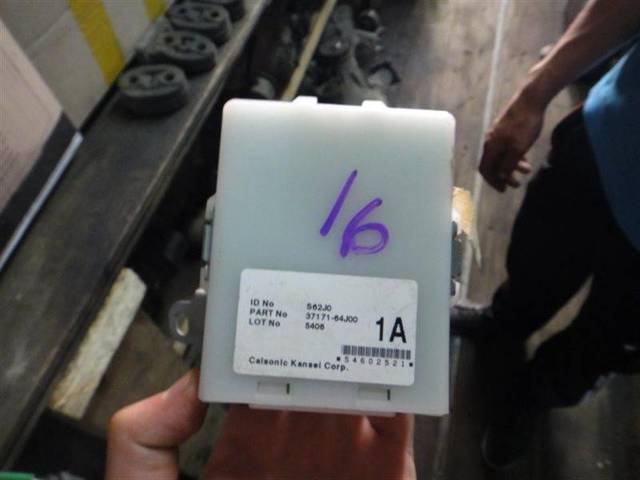 16
ID No S62J0
PART No 37171-64J00
LOT No 5406
1A
*54602521*
Calsonic Kansei Corp.